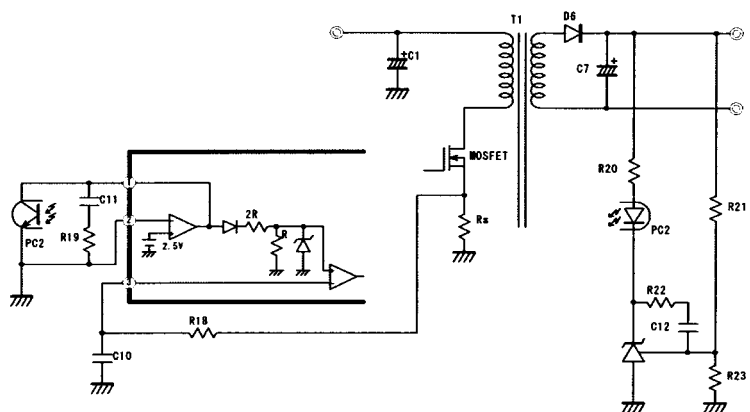 T1
D6
+
C1
C7
+
MOSFET
R20
R21
1
C11
2R
R
2
PC2
R19
2.5V
Rs
PC2
3
R22
R18
C12
C10
R23